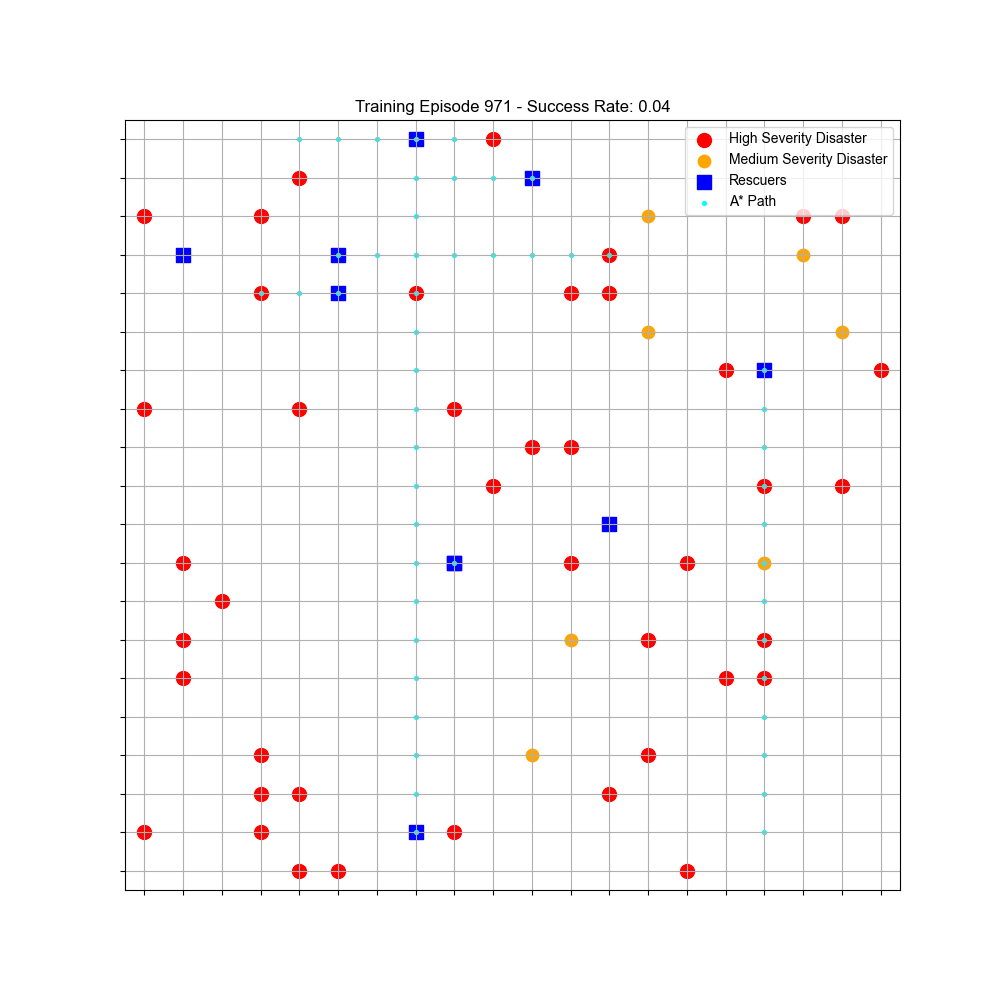 Training Episode 971 - Success Rate: 0.04
High Severity Disaster
Medium Severity Disaster
Rescuers
A* Path